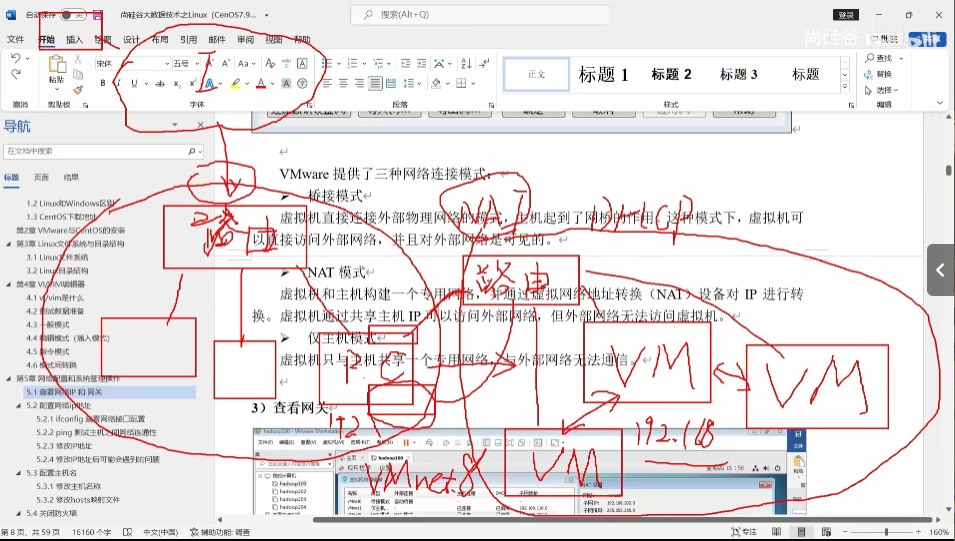 自动保存 关 尚硅谷大数据技术之Linux（CentOS7.9... 搜索(Alt+Q) 登录
文件 开始 插入 绘图 设计 布局 引用 邮件 审阅 视图 帮助 共享
尚硅谷
宋体 五号
粘贴
正文 标题 1 标题 2 标题 3 标题
查找
替换
选择
撤消 剪贴板 字体 段落 样式 编辑
I
导航
在文档中搜索
标题 页面 结果
1.2 Linux和Windows区别
1.3 CentOS下载地址
第2章 VMware与CentOS的安装
第3章 Linux文件系统与目录结构
3.1 Linux文件系统
3.2 Linux目录结构
第4章 VI/VIM编辑器
4.1 vi/vim是什么
4.2 测试数据准备
4.3 一般模式
4.4 编辑模式（插入模式）
4.5 指令模式
4.6 模式间转换
第5章 网络配置和系统管理操作
5.1 查看网络IP 和 网关
5.2 配置网络ip地址
5.2.1 ifconfig 查看网络接口配置
5.2.2 ping 测试主机之间网络连通性
5.2.3 修改IP地址
5.2.4 修改IP地址后可能会遇到的问题
5.3 配置主机名
5.3.1 修改主机名称
5.3.2 修改hosts映射文件
5.4 关闭防火墙
VMware 提供了三种网络连接模式：
桥接模式
虚拟机直接连接外部物理网络的模式，主机起到了网桥的作用。这种模式下，虚拟机可
以直接访问外部网络，并且对外部网络是可见的。
NAT 模式
虚拟机和主机构建一个专用网络，并通过虚拟网络地址转换（NAT）设备对 IP 进行转
换。虚拟机通过共享主机 IP 可以访问外部网络，但外部网络无法访问虚拟机。
仅主机模式
虚拟机只与主机共享一个专用网络，与外部网络无法通信。
3）查看网关
W
路由
NAT
DHCP
路由
PC
VM
VM
VM
192
192.168
VMnet8
hadoop100 - VMware Workstation
hadoop100
hadoop100
hadoop202
hadoop203
hadoop204
第 8 页，共 59 页 16160 个字 中文(中国) 辅助功能: 调查 专注 160%